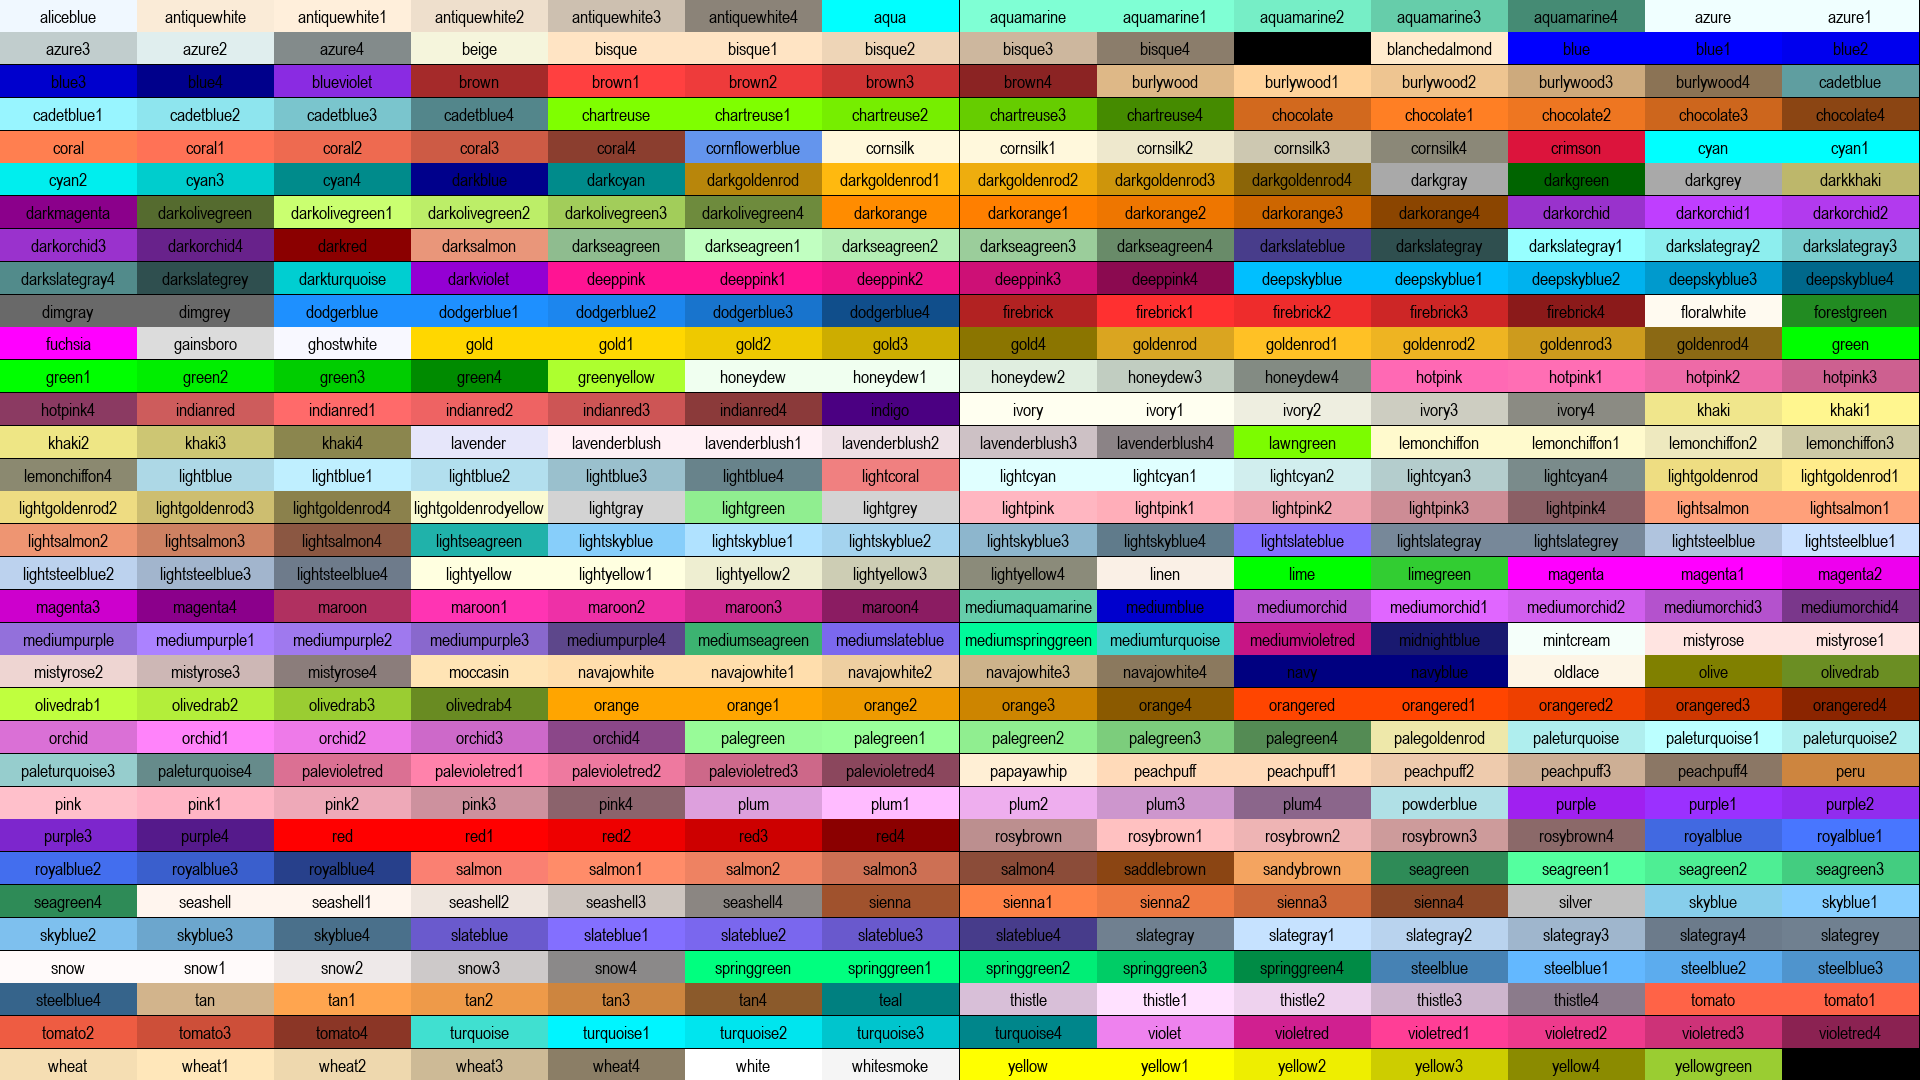 aliceblue antiquewhite antiquewhite1 antiquewhite2 antiquewhite3 antiquewhite4 aqua aquamarine aquamarine1 aquamarine2 aquamarine3 aquamarine4 azure azure1
azure3 azure2 azure4 beige bisque bisque1 bisque2 bisque3 bisque4 blanchedalmond blue blue1 blue2
blue3 blue4 blueviolet brown brown1 brown2 brown3 brown4 burlywood burlywood1 burlywood2 burlywood3 burlywood4 cadetblue
cadetblue1 cadetblue2 cadetblue3 cadetblue4 chartreuse chartreuse1 chartreuse2 chartreuse3 chartreuse4 chocolate chocolate1 chocolate2 chocolate3 chocolate4
coral coral1 coral2 coral3 coral4 cornflowerblue cornsilk cornsilk1 cornsilk2 cornsilk3 cornsilk4 crimson cyan cyan1
cyan2 cyan3 cyan4 darkblue darkcyan darkgoldenrod darkgoldenrod1 darkgoldenrod2 darkgoldenrod3 darkgoldenrod4 darkgray darkgreen darkgrey darkkhaki
darkmagenta darkolivegreen darkolivegreen1 darkolivegreen2 darkolivegreen3 darkolivegreen4 darkorange darkorange1 darkorange2 darkorange3 darkorange4 darkorchid darkorchid1 darkorchid2
darkorchid3 darkorchid4 darkred darksalmon darkseagreen darkseagreen1 darkseagreen2 darkseagreen3 darkseagreen4 darkslateblue darkslategray darkslategray1 darkslategray2 darkslategray3
darkslategray4 darkslategrey darkturquoise darkviolet deeppink deeppink1 deeppink2 deeppink3 deeppink4 deepskyblue deepskyblue1 deepskyblue2 deepskyblue3 deepskyblue4
dimgray dimgrey dodgerblue dodgerblue1 dodgerblue2 dodgerblue3 dodgerblue4 firebrick firebrick1 firebrick2 firebrick3 firebrick4 floralwhite forestgreen
fuchsia gainsboro ghostwhite gold gold1 gold2 gold3 gold4 goldenrod goldenrod1 goldenrod2 goldenrod3 goldenrod4 green
green1 green2 green3 green4 greenyellow honeydew honeydew1 honeydew2 honeydew3 honeydew4 hotpink hotpink1 hotpink2 hotpink3
hotpink4 indianred indianred1 indianred2 indianred3 indianred4 indigo ivory ivory1 ivory2 ivory3 ivory4 khaki khaki1
khaki2 khaki3 khaki4 lavender lavenderblush lavenderblush1 lavenderblush2 lavenderblush3 lavenderblush4 lawngreen lemonchiffon lemonchiffon1 lemonchiffon2 lemonchiffon3
lemonchiffon4 lightblue lightblue1 lightblue2 lightblue3 lightblue4 lightcoral lightcyan lightcyan1 lightcyan2 lightcyan3 lightcyan4 lightgoldenrod lightgoldenrod1
lightgoldenrod2 lightgoldenrod3 lightgoldenrod4 lightgoldenrodyellow lightgray lightgreen lightgrey lightpink lightpink1 lightpink2 lightpink3 lightpink4 lightsalmon lightsalmon1
lightsalmon2 lightsalmon3 lightsalmon4 lightseagreen lightskyblue lightskyblue1 lightskyblue2 lightskyblue3 lightskyblue4 lightslateblue lightslategray lightslategrey lightsteelblue lightsteelblue1
lightsteelblue2 lightsteelblue3 lightsteelblue4 lightyellow lightyellow1 lightyellow2 lightyellow3 lightyellow4 linen lime limegreen magenta magenta1 magenta2
magenta3 magenta4 maroon maroon1 maroon2 maroon3 maroon4 mediumaquamarine mediumblue mediumorchid mediumorchid1 mediumorchid2 mediumorchid3 mediumorchid4
mediumpurple mediumpurple1 mediumpurple2 mediumpurple3 mediumpurple4 mediumseagreen mediumslateblue mediumspringgreen mediumturquoise mediumvioletred midnightblue mintcream mistyrose mistyrose1
mistyrose2 mistyrose3 mistyrose4 moccasin navajowhite navajowhite1 navajowhite2 navajowhite3 navajowhite4 navy navyblue oldlace olive olivedrab
olivedrab1 olivedrab2 olivedrab3 olivedrab4 orange orange1 orange2 orange3 orange4 orangered orangered1 orangered2 orangered3 orangered4
orchid orchid1 orchid2 orchid3 orchid4 palegreen palegreen1 palegreen2 palegreen3 palegreen4 palegoldenrod paleturquoise paleturquoise1 paleturquoise2
paleturquoise3 paleturquoise4 palevioletred palevioletred1 palevioletred2 palevioletred3 palevioletred4 papayawhip peachpuff peachpuff1 peachpuff2 peachpuff3 peachpuff4 peru
pink pink1 pink2 pink3 pink4 plum plum1 plum2 plum3 plum4 powderblue purple purple1 purple2
purple3 purple4 red red1 red2 red3 red4 rosybrown rosybrown1 rosybrown2 rosybrown3 rosybrown4 royalblue royalblue1
royalblue2 royalblue3 royalblue4 salmon salmon1 salmon2 salmon3 salmon4 saddlebrown sandybrown seagreen seagreen1 seagreen2 seagreen3
seagreen4 seashell seashell1 seashell2 seashell3 seashell4 sienna sienna1 sienna2 sienna3 sienna4 silver skyblue skyblue1
skyblue2 skyblue3 skyblue4 slateblue slateblue1 slateblue2 slateblue3 slateblue4 slategray slategray1 slategray2 slategray3 slategray4 slategrey
snow snow1 snow2 snow3 snow4 springgreen springgreen1 springgreen2 springgreen3 springgreen4 steelblue steelblue1 steelblue2 steelblue3
steelblue4 tan tan1 tan2 tan3 tan4 teal thistle thistle1 thistle2 thistle3 thistle4 tomato tomato1
tomato2 tomato3 tomato4 turquoise turquoise1 turquoise2 turquoise3 turquoise4 violet violetred violetred1 violetred2 violetred3 violetred4
wheat wheat1 wheat2 wheat3 wheat4 white whitesmoke yellow yellow1 yellow2 yellow3 yellow4 yellowgreen